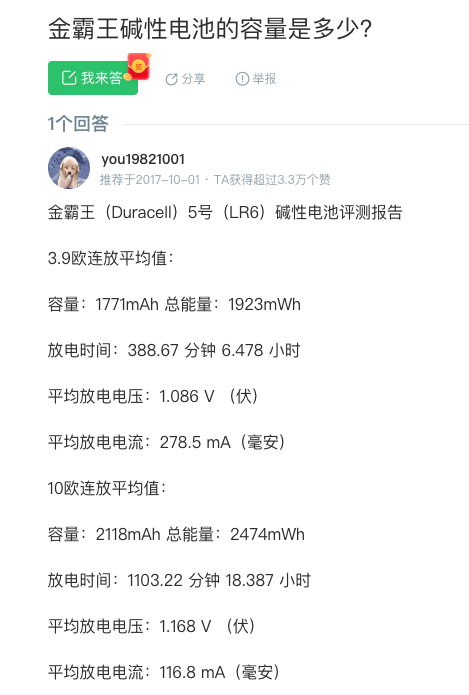 金霸王碱性电池的容量是多少?
我来答
奖
分享
举报
1个回答
you19821001
推荐于2017-10-01 · TA获得超过3.3万个赞
金霸王（Duracell）5号（LR6）碱性电池评测报告
3.9欧连放平均值：
容量：1771mAh 总能量：1923mWh
放电时间：388.67 分钟 6.478 小时
平均放电电压：1.086 V （伏）
平均放电电流：278.5 mA（毫安）
10欧连放平均值：
容量：2118mAh 总能量：2474mWh
放电时间：1103.22 分钟 18.387 小时
平均放电电压：1.168 V （伏）
平均放电电流：116.8 mA（毫安）